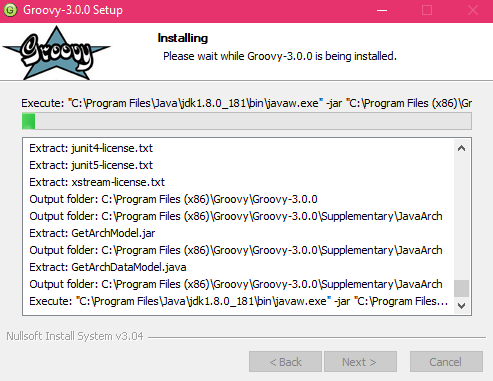 Groovy-3.0.0 Setup
Groovy
Installing
Please wait while Groovy-3.0.0 is being installed.
Execute: "C:\Program Files\Java\jdk1.8.0_181\bin\javaw.exe" -jar "C:\Program Files (x86)\Gr
Extract: junit4-license.txt
Extract: junit5-license.txt
Extract: xstream-license.txt
Output folder: C:\Program Files (x86)\Groovy\Groovy-3.0.0
Output folder: C:\Program Files (x86)\Groovy\Groovy-3.0.0\Supplementary\JavaArch
Extract: GetArchModel.jar
Output folder: C:\Program Files (x86)\Groovy\Groovy-3.0.0\Supplementary\JavaArch
Extract: GetArchDataModel.java
Output folder: C:\Program Files (x86)\Groovy\Groovy-3.0.0\Supplementary\JavaArch
Execute: "C:\Program Files\Java\jdk1.8.0_181\bin\javaw.exe" -jar "C:\Program Files...
Nullsoft Install System v3.04
< Back
Next >
Cancel